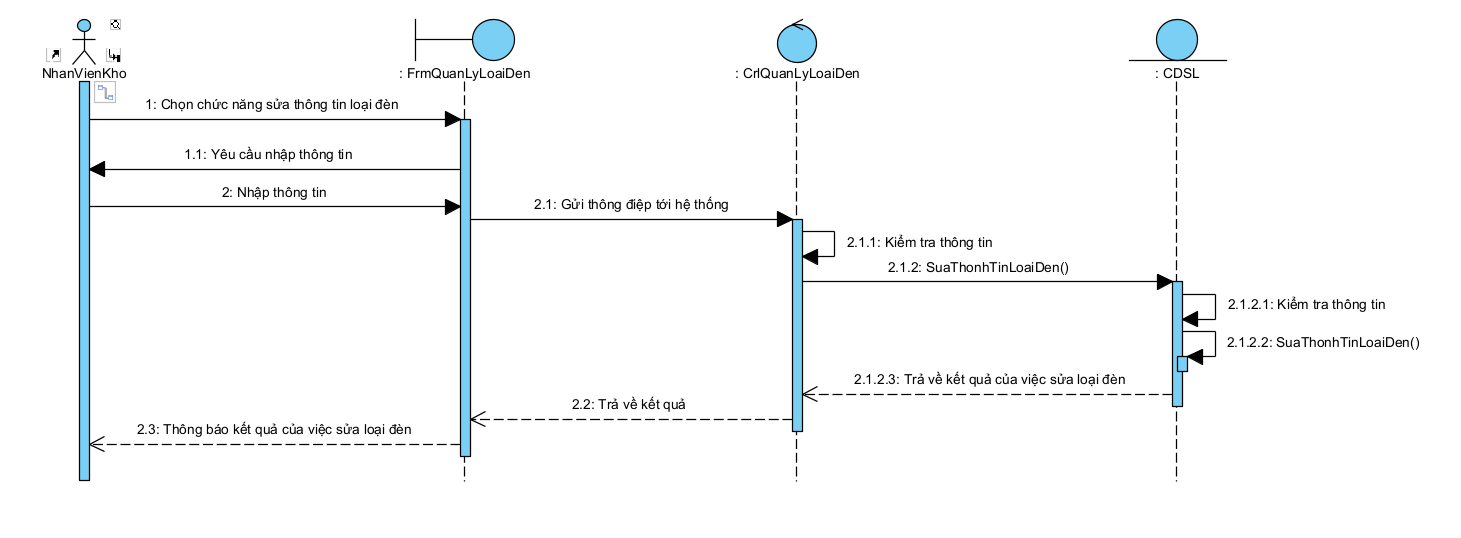 NhanVienKho
: FrmQuanLyLoaiDen
: CrlQuanLyLoaiDen
: CDSL
1: Chọn chức năng sửa thông tin loại đèn
1.1: Yêu cầu nhập thông tin
2: Nhập thông tin
2.1: Gửi thông điệp tới hệ thống
2.1.1: Kiểm tra thông tin
2.1.2: SuaThonhTinLoaiDen()
2.1.2.1: Kiểm tra thông tin
2.1.2.2: SuaThonhTinLoaiDen()
2.1.2.3: Trả về kết quả của việc sửa loại đèn
2.2: Trả về kết quả
2.3: Thông báo kết quả của việc sửa loại đèn